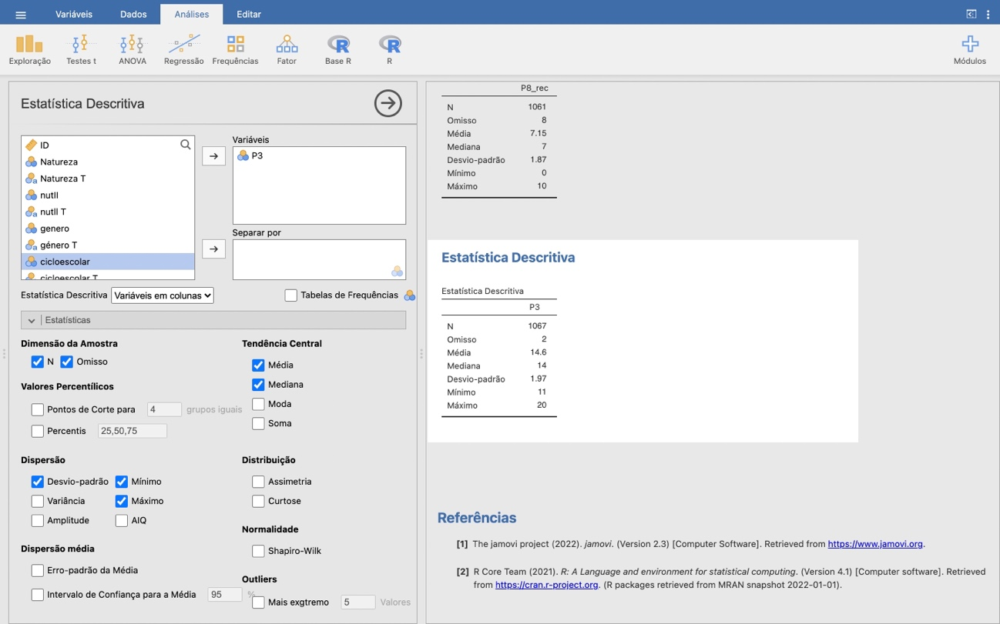 Variáveis Dados Análises Editar
Exploração Testes t ANOVA Regressão Frequências Fator Base R R Módulos
Estatística Descritiva
ID
Natureza
Natureza T
nutII
nutII T
genero
género T
cicloescolar
cicloescolar T
Variáveis
P3
Separar por
Estatística Descritiva Variáveis em colunas Tabelas de Frequências
Estatísticas
Dimensão da Amostra
N Omisso
Valores Percentílicos
Pontos de Corte para 4 grupos iguais
Percentis 25,50,75
Tendência Central
Média
Mediana
Moda
Soma
Dispersão
Desvio-padrão Mínimo
Variância Máximo
Amplitude AIQ
Distribuição
Assimetria
Curtose
Dispersão média
Erro-padrão da Média
Intervalo de Confiança para a Média 95 %
Normalidade
Shapiro-Wilk
Outliers
Mais exgtremo 5 Valores
P8_rec
N 1061
Omisso 8
Média 7.15
Mediana 7
Desvio-padrão 1.87
Mínimo 0
Máximo 10
Estatística Descritiva
Estatística Descritiva
P3
N 1067
Omisso 2
Média 14.6
Mediana 14
Desvio-padrão 1.97
Mínimo 11
Máximo 20
Referências
[1] The jamovi project (2022). jamovi. (Version 2.3) [Computer Software]. Retrieved from https://www.jamovi.org.
[2] R Core Team (2021). R: A Language and environment for statistical computing. (Version 4.1) [Computer software]. Retrieved
from https://cran.r-project.org. (R packages retrieved from MRAN snapshot 2022-01-01).